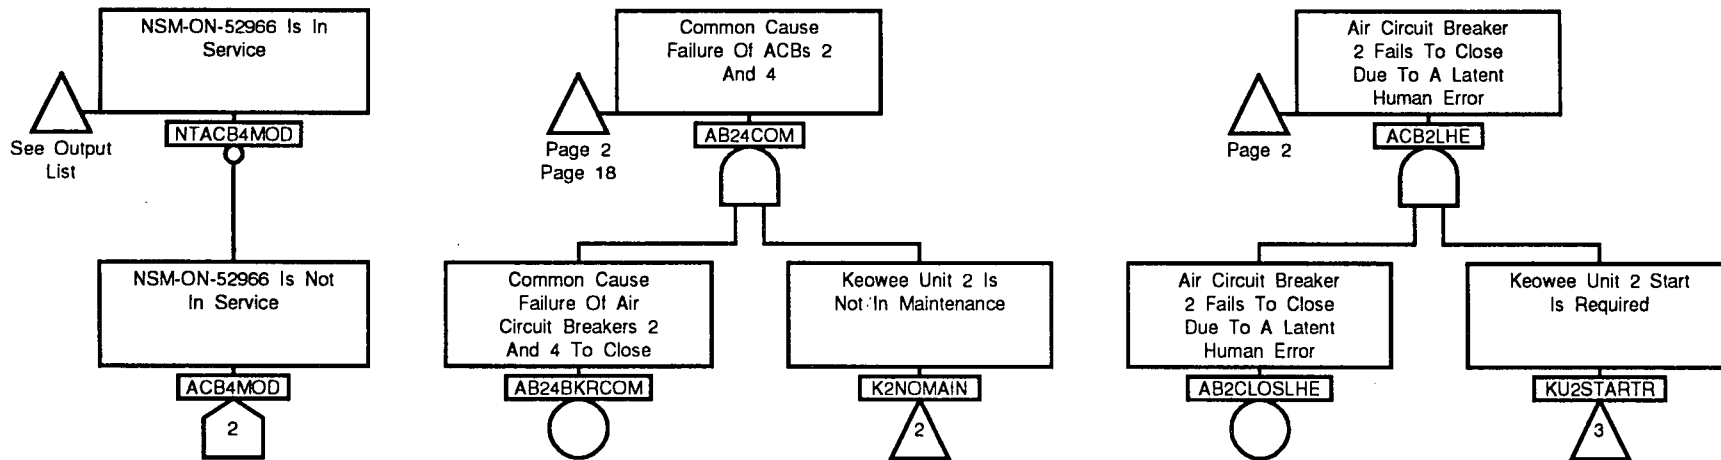 NSM-ON-52966 Is In
Service
NTACB4MOD
See Output
List
NSM-ON-52966 Is Not
In Service
ACB4MOD
2
Common Cause
Failure Of ACBs 2
And 4
AB24COM
Page 2
Page 18
Common Cause
Failure Of Air
Circuit Breakers 2
And 4 To Close
AB24BKRCOM
Keowee Unit 2 Is
Not In Maintenance
K2NOMAIN
2
Air Circuit Breaker
2 Fails To Close
Due To A Latent
Human Error
ACB2LHE
Page 2
Air Circuit Breaker
2 Fails To Close
Due To A Latent
Human Error
AB2CLOSLHE
Keowee Unit 2 Start
Is Required
KU2STARTR
3